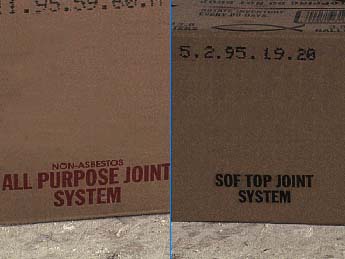 5.2.95.19.20
NON-ASBESTOS
ALL PURPOSE JOINT
SYSTEM
SOF TOP JOINT
SYSTEM